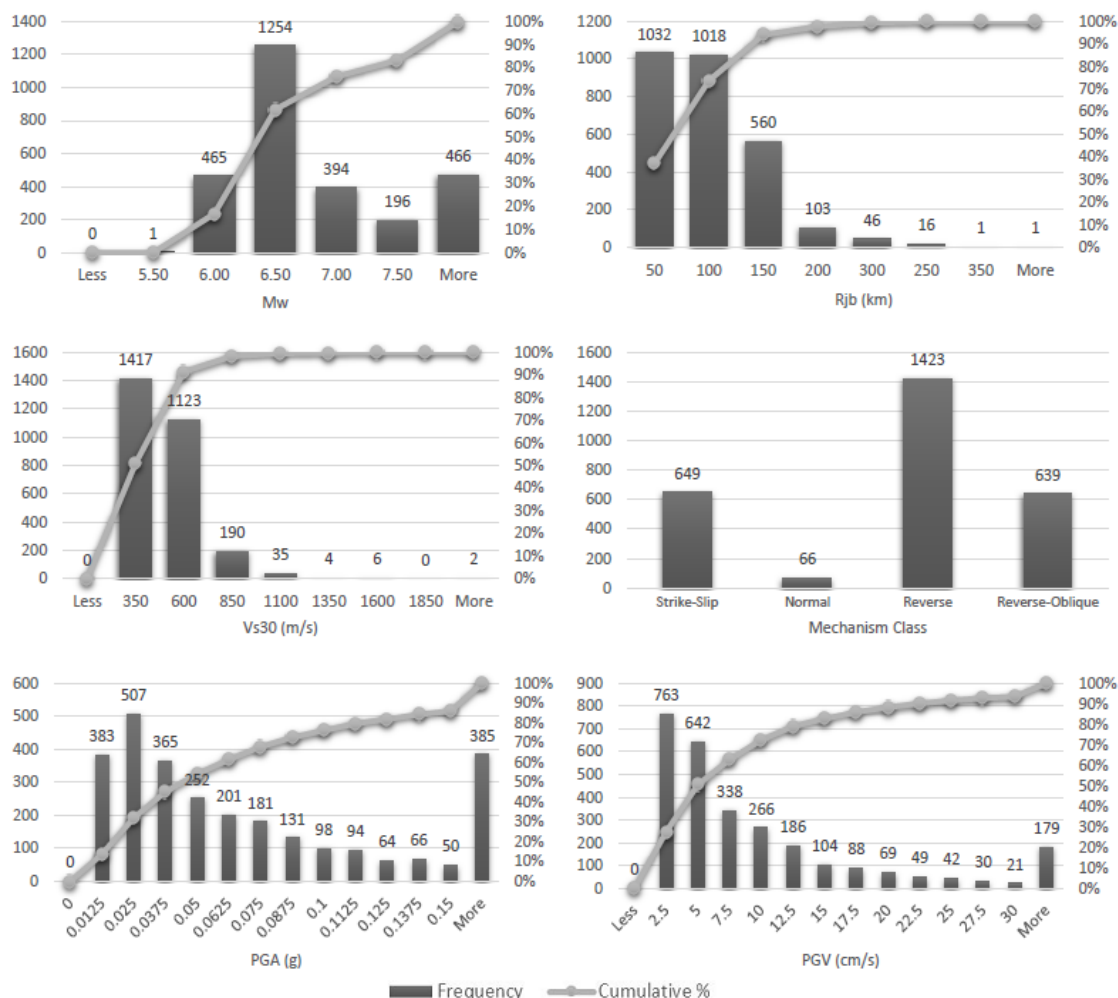 1400 100%
1254
1200 90%
80%
1000 70%
800 60%
50%
600 465 394 466 40%
400 30%
196 20%
200 0 1 10%
0 0%
Less 5.50 6.00 6.50 7.00 7.50 More
Mw
1200 1032 1018 100%
90%
1000 80%
70%
800 60%
600 560 50%
40%
400 30%
200 103 46 16 1 1 20%
10%
0 0%
50 100 150 200 300 250 350 More
Rjb (km)
1600 1417 100%
1400 90%
1200 1123 80%
70%
1000 60%
800 50%
600 40%
400 30%
190 20%
200 0 35 4 6 0 2 10%
0 0%
Less 350 600 850 1100 1350 1600 1850 More
Vs30 (m/s)
1600
1423
1400
1200
1000
800 649 639
600
400
200 66
0
Strike-Slip Normal Reverse Reverse-Oblique
Mechanism Class
600 507 100%
90%
500 383 365 385 80%
400 70%
60%
300 252 201 181 50%
40%
200 131 98 94 30%
100 64 66 50 20%
0 10%
0 0%
0 0.0125 0.025 0.0375 0.05 0.0625 0.075 0.0875 0.1 0.1125 0.125 0.1375 0.15 More
PGA (g)
900 763 100%
800 642 90%
700 80%
600 70%
60%
500 50%
400 338 266 40%
300 186 179 30%
200 104 88 69 49 42 30 21 20%
100 0 10%
0 0%
Less 2.5 5 7.5 10 12.5 15 17.5 20 22.5 25 27.5 30 More
PGV (cm/s)
Frequency Cumulative %